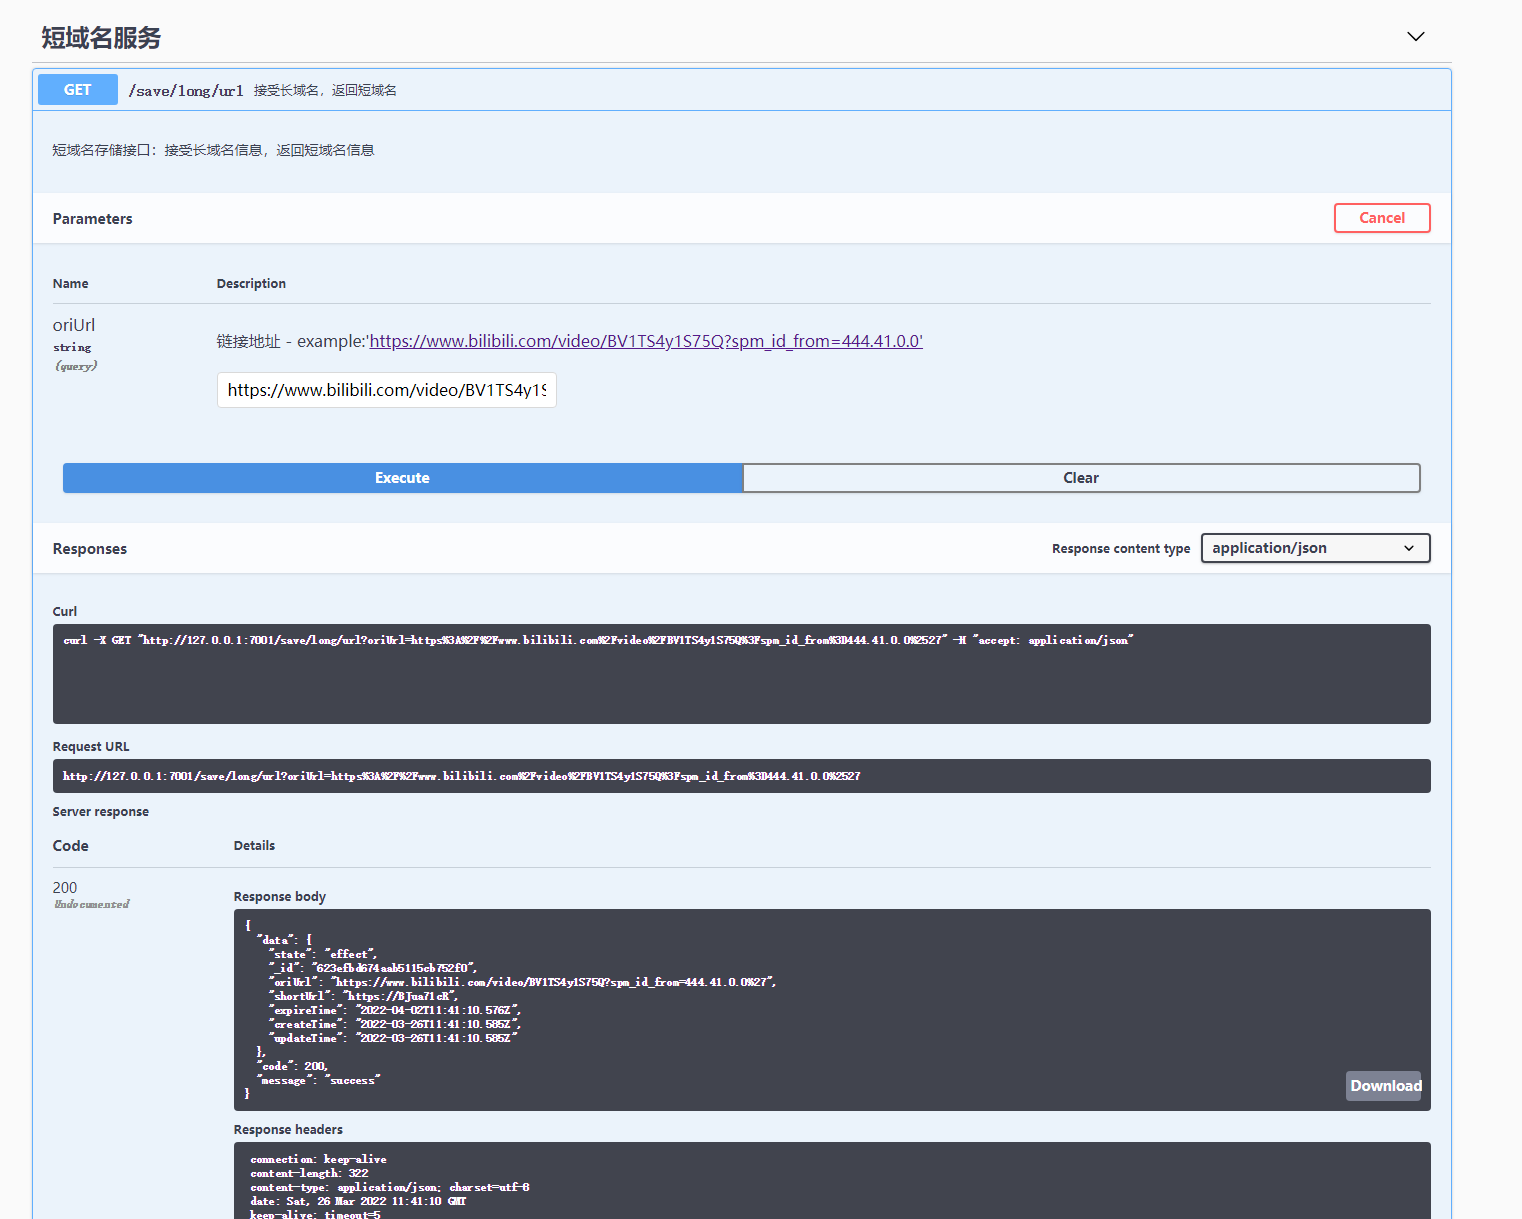 短域名服务
GET /save/long/url 接受长域名，返回短域名
短域名存储接口：接受长域名信息，返回短域名信息
Parameters Cancel
Name Description
oriUrl
string
(query)
链接地址 - example:'https://www.bilibili.com/video/BV1TS4y1S75Q?spm_id_from=444.41.0.0'
https://www.bilibili.com/video/BV1TS4y1S
Execute Clear
Responses Response content type application/json
Curl
curl -X GET "http://127.0.0.1:7001/save/long/url?oriUrl=https%3A%2F%2Fwww.bilibili.com%2Fvideo%2FBV1TS4y1S75Q%3Fspm_id_from%3D444.41.0.0%2527" -H "accept: application/json"
Request URL
http://127.0.0.1:7001/save/long/url?oriUrl=https%3A%2F%2Fwww.bilibili.com%2Fvideo%2FBV1TS4y1S75Q%3Fspm_id_from%3D444.41.0.0%2527
Server response
Code Details
200
Undocumented
Response body
{
"data": {
"state": "effect",
"_id": "623efbd674aab5115cb752f0",
"oriUrl": "https://www.bilibili.com/video/BV1TS4y1S75Q?spm_id_from=444.41.0.0%27",
"shortUrl": "https://BJua71cR",
"expireTime": "2022-04-02T11:41:10.576Z",
"createTime": "2022-03-26T11:41:10.585Z",
"updateTime": "2022-03-26T11:41:10.585Z"
},
"code": 200,
"message": "success"
}
Download
Response headers
connection: keep-alive
content-length: 322
content-type: application/json; charset=utf-8
date: Sat, 26 Mar 2022 11:41:10 GMT
keep-alive: timeout=5